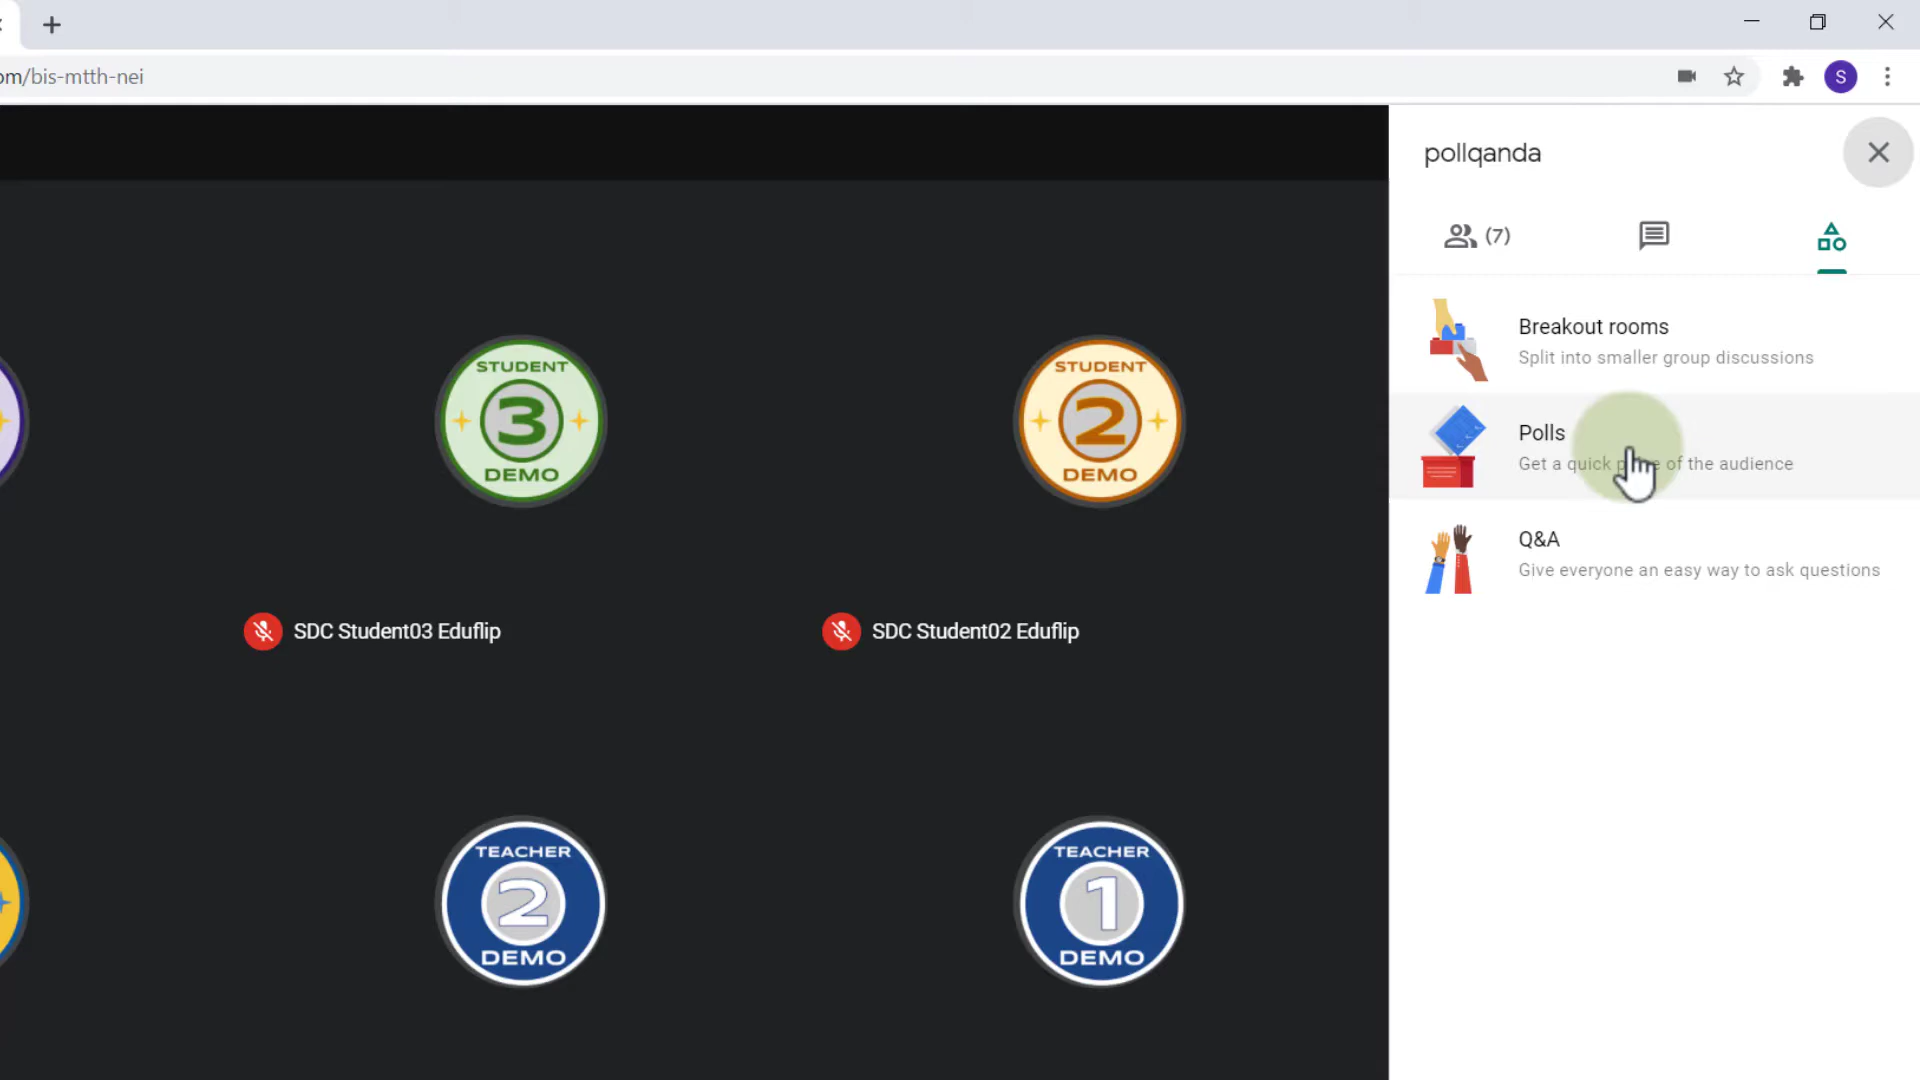 om/bis-mtth-nei
S
pollqanda
(7)
Breakout rooms
Split into smaller group discussions
Polls
Get a quick of the audience
Q&A
Give everyone an easy way to ask questions
STUDENT
3
DEMO
STUDENT
2
DEMO
SDC Student03 Eduflip
SDC Student02 Eduflip
TEACHER
2
DEMO
TEACHER
1
DEMO